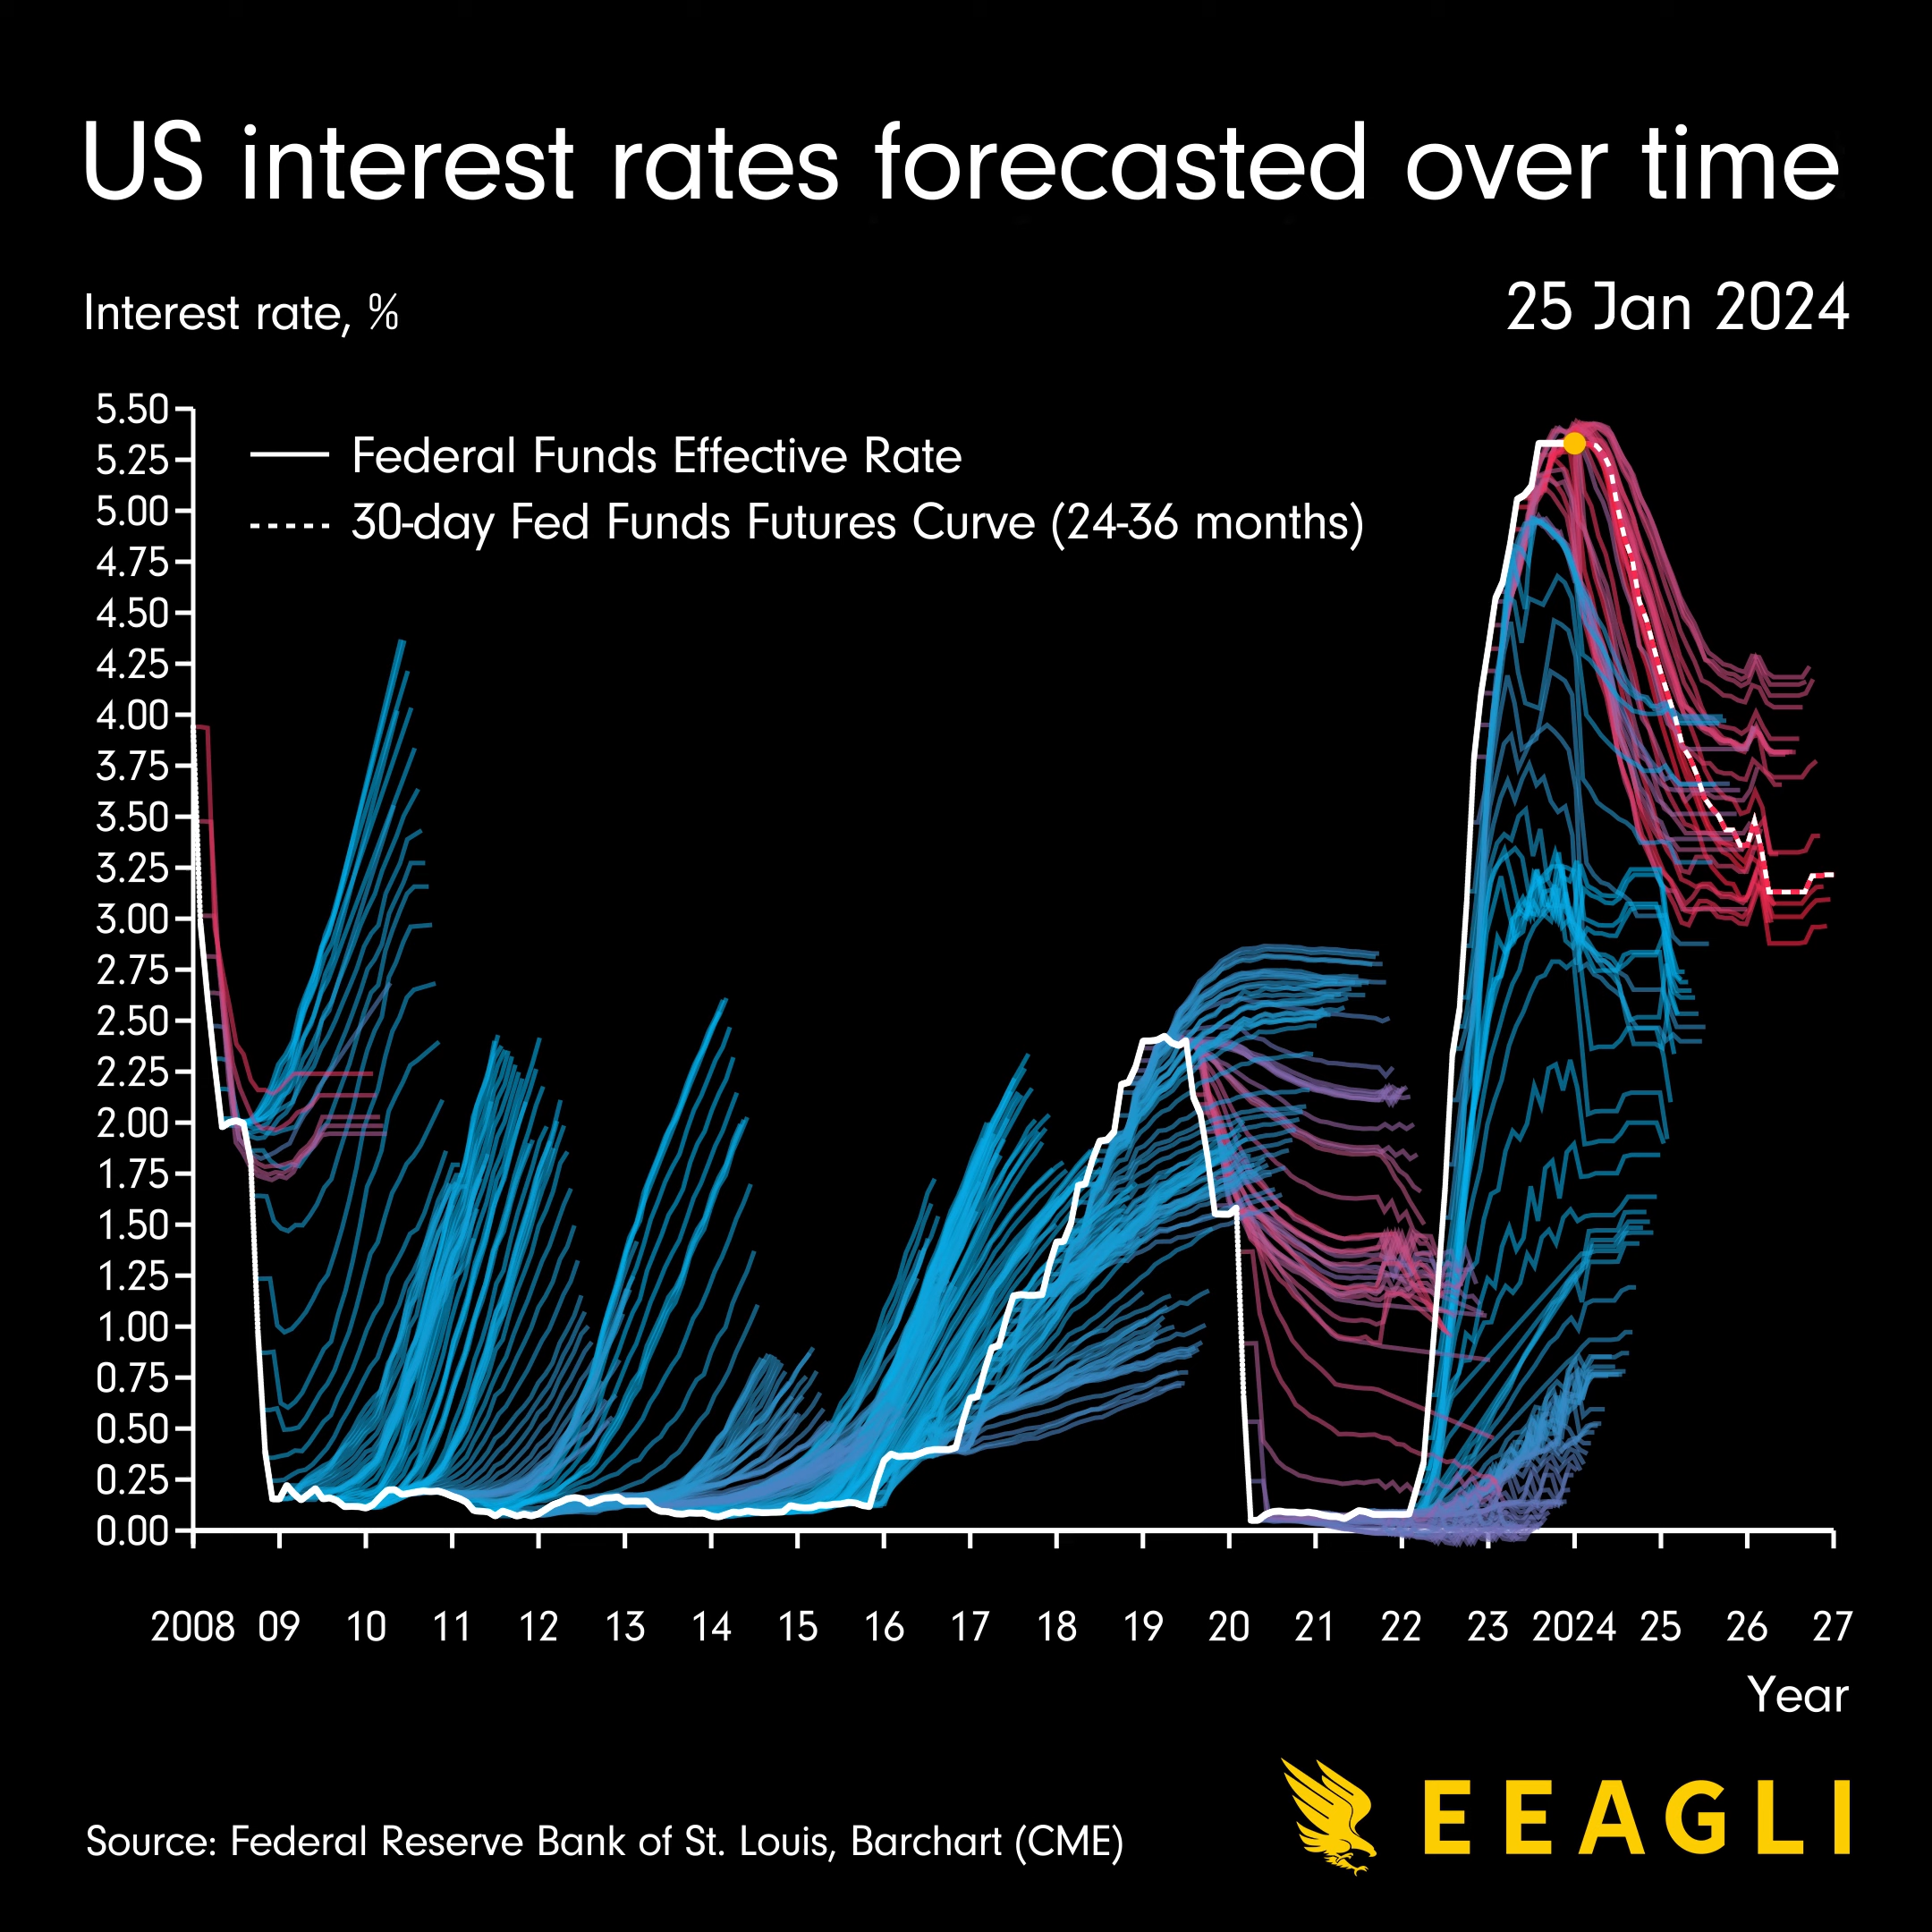 US interest rates forecasted over time
Interest rate, %
25 Jan 2024
5.50
5.25
5.00
4.75
4.50
4.25
4.00
3.75
3.50
3.25
3.00
2.75
2.50
2.25
2.00
1.75
1.50
1.25
1.00
0.75
0.50
0.25
0.00
Federal Funds Effective Rate
30-day Fed Funds Futures Curve (24-36 months)
2008 09 10 11 12 13 14 15 16 17 18 19 20 21 22 23 2024 25 26 27
Year
Source: Federal Reserve Bank of St. Louis, Barchart (CME)
EEAGLI